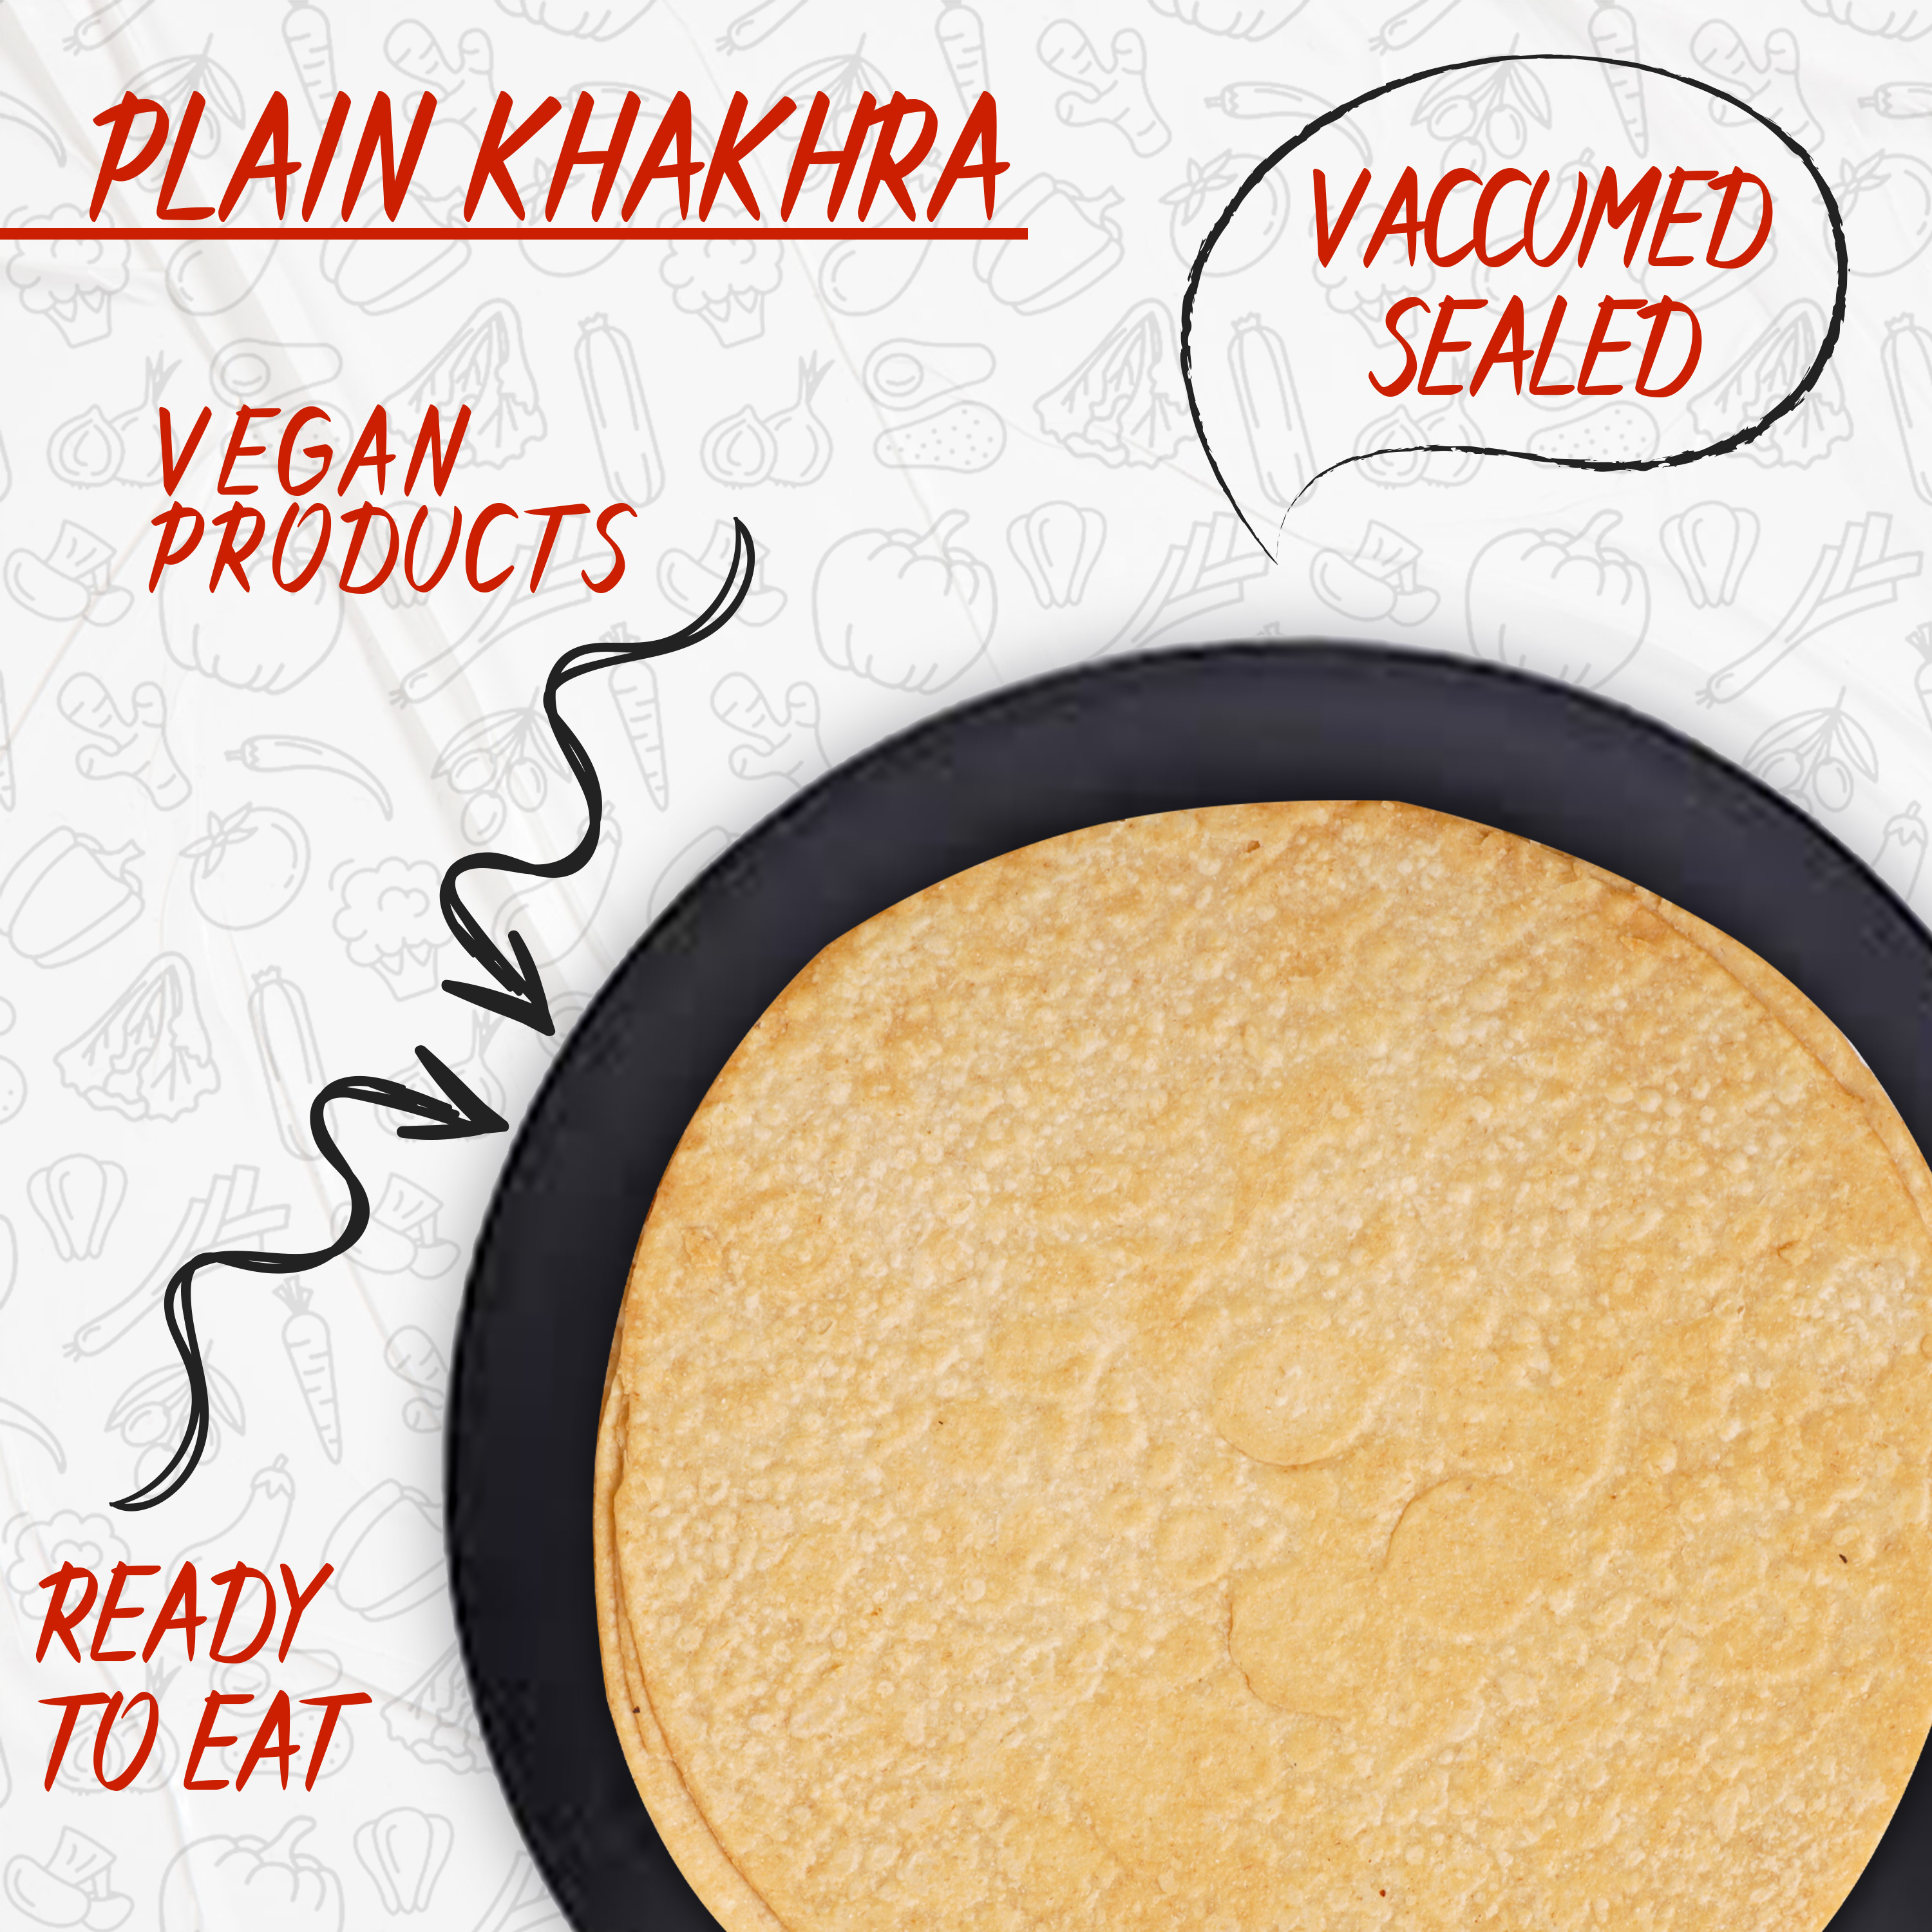 PLAIN KHAKHRA
VACCUMED
SEALED
VEGAN
PRODUCTS
READY
TO EAT